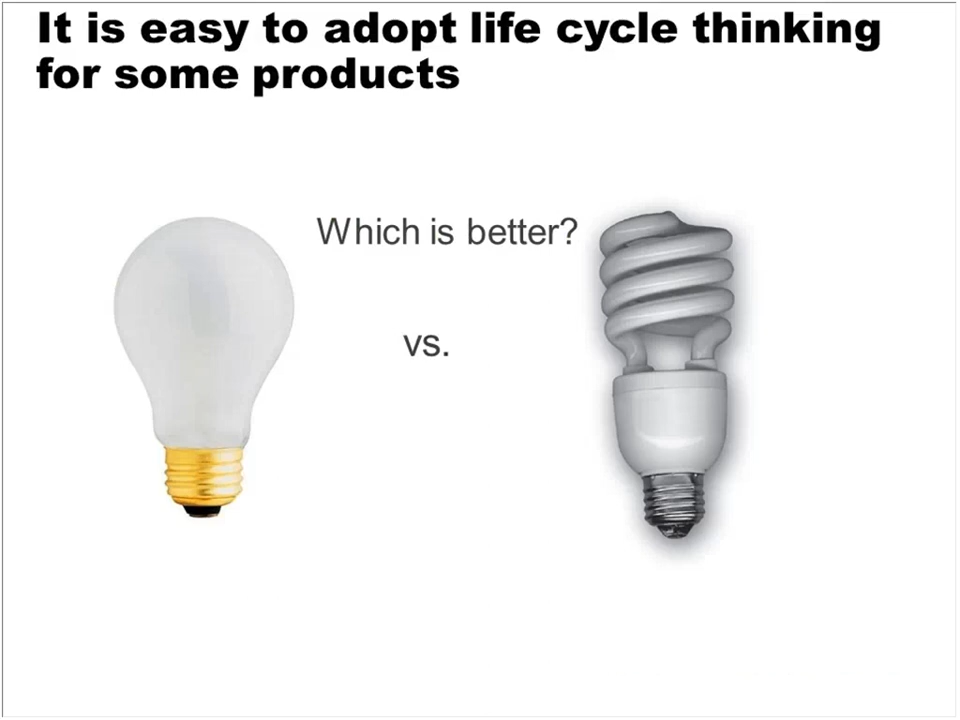 It is easy to adopt life cycle thinking
for some products
Which is better?
vs.